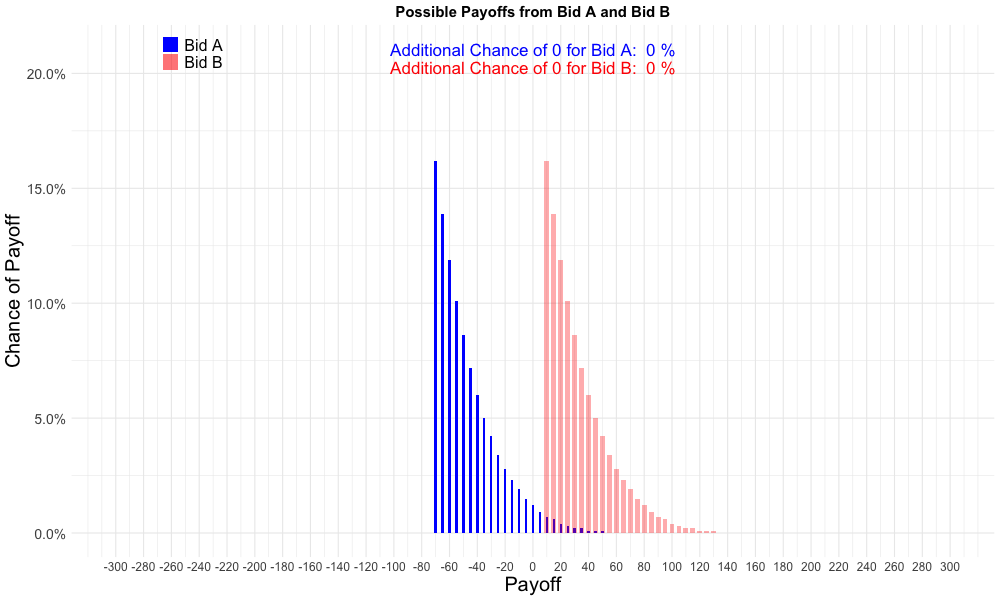 Possible Payoffs from Bid A and Bid B
Bid A
Bid B
Additional Chance of 0 for Bid A:  0 %
Additional Chance of 0 for Bid B:  0 %
Chance of Payoff
20.0%
15.0%
10.0%
5.0%
0.0%
-300 -280 -260 -240 -220 -200 -180 -160 -140 -120 -100 -80 -60 -40 -20 0 20 40 60 80 100 120 140 160 180 200 220 240 260 280 300
Payoff